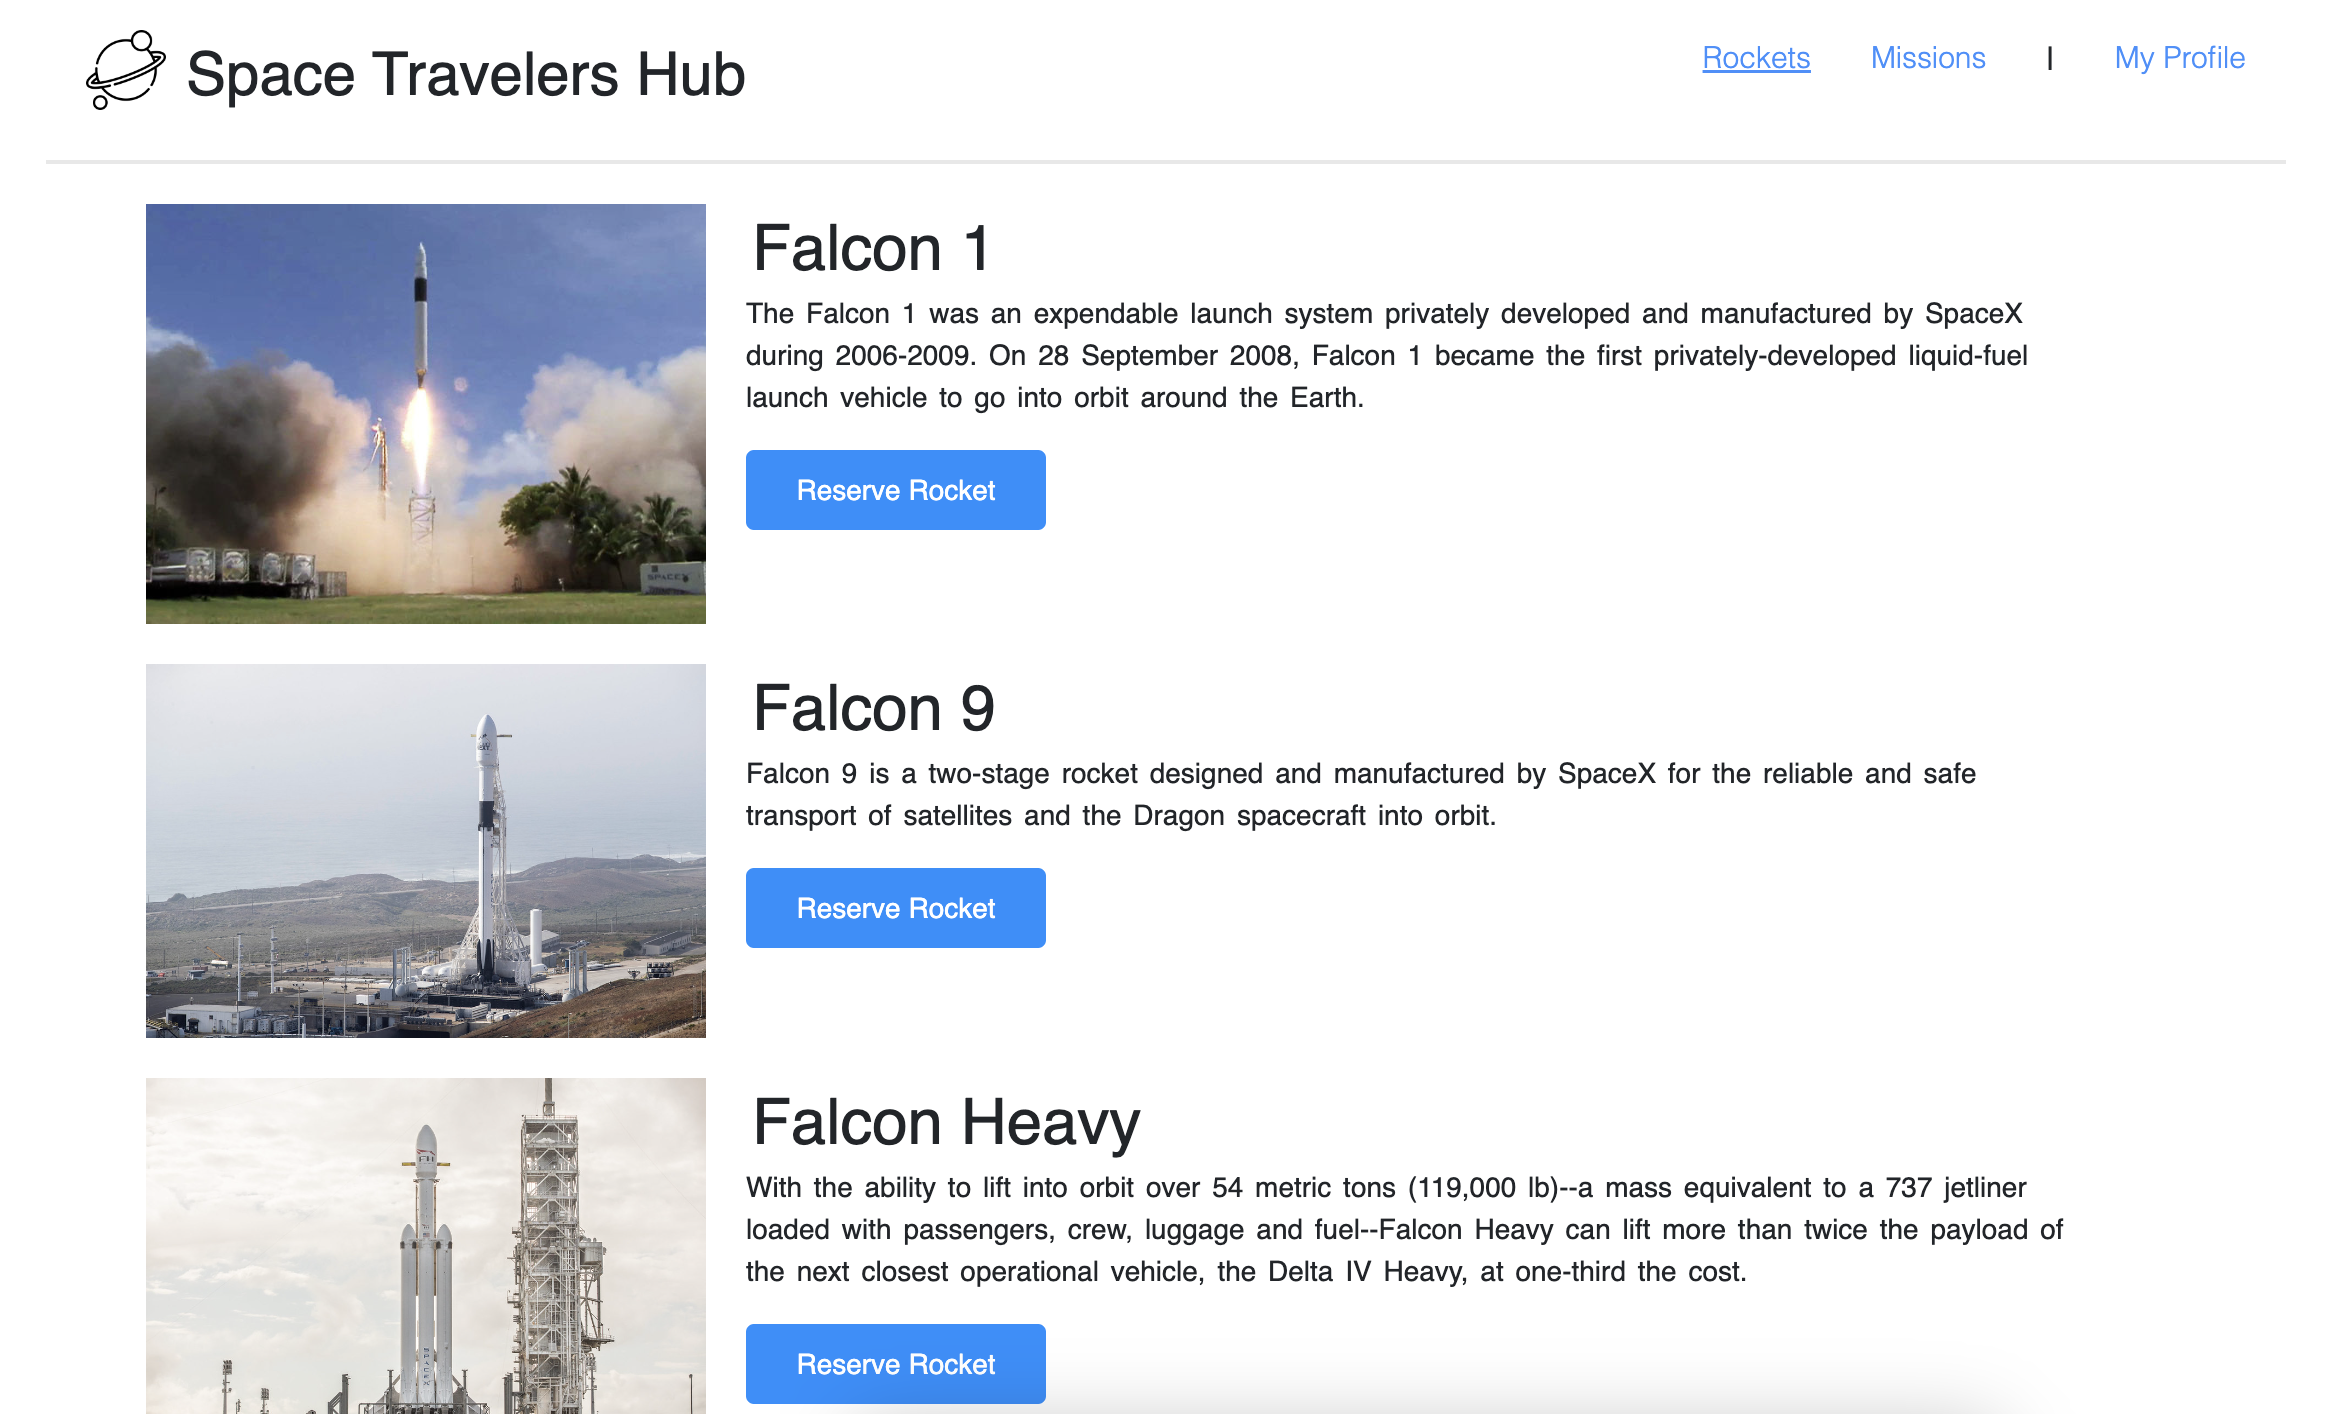 Space Travelers Hub
Rockets Missions | My Profile
Falcon 1
The Falcon 1 was an expendable launch system privately developed and manufactured by SpaceX
during 2006-2009. On 28 September 2008, Falcon 1 became the first privately-developed liquid-fuel
launch vehicle to go into orbit around the Earth.
Reserve Rocket
SPACEX
Falcon 9
Falcon 9 is a two-stage rocket designed and manufactured by SpaceX for the reliable and safe
transport of satellites and the Dragon spacecraft into orbit.
Reserve Rocket
Falcon Heavy
With the ability to lift into orbit over 54 metric tons (119,000 lb)--a mass equivalent to a 737 jetliner
loaded with passengers, crew, luggage and fuel--Falcon Heavy can lift more than twice the payload of
the next closest operational vehicle, the Delta IV Heavy, at one-third the cost.
Reserve Rocket
FH
SPACEX